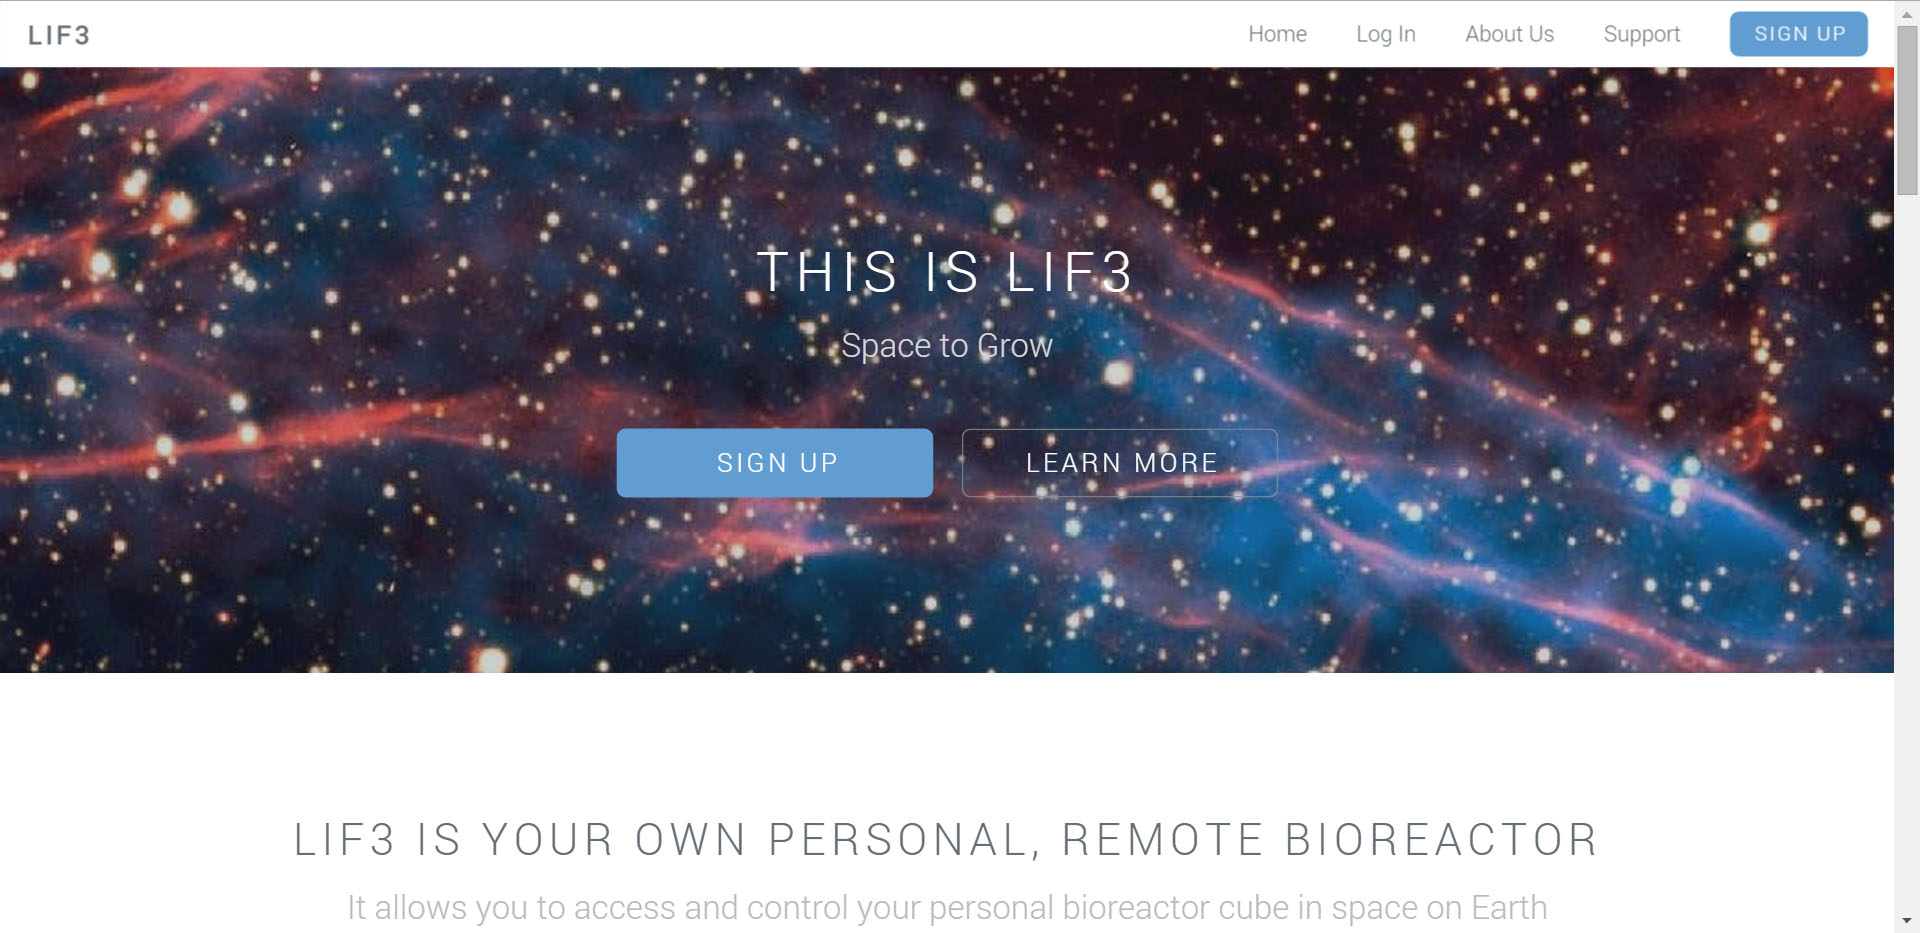 LIF3
Home Log In About Us Support SIGN UP
THIS IS LIF3
Space to Grow
SIGN UP LEARN MORE
LIF3 IS YOUR OWN PERSONAL, REMOTE BIOREACTOR
It allows you to access and control your personal bioreactor cube in space on Earth